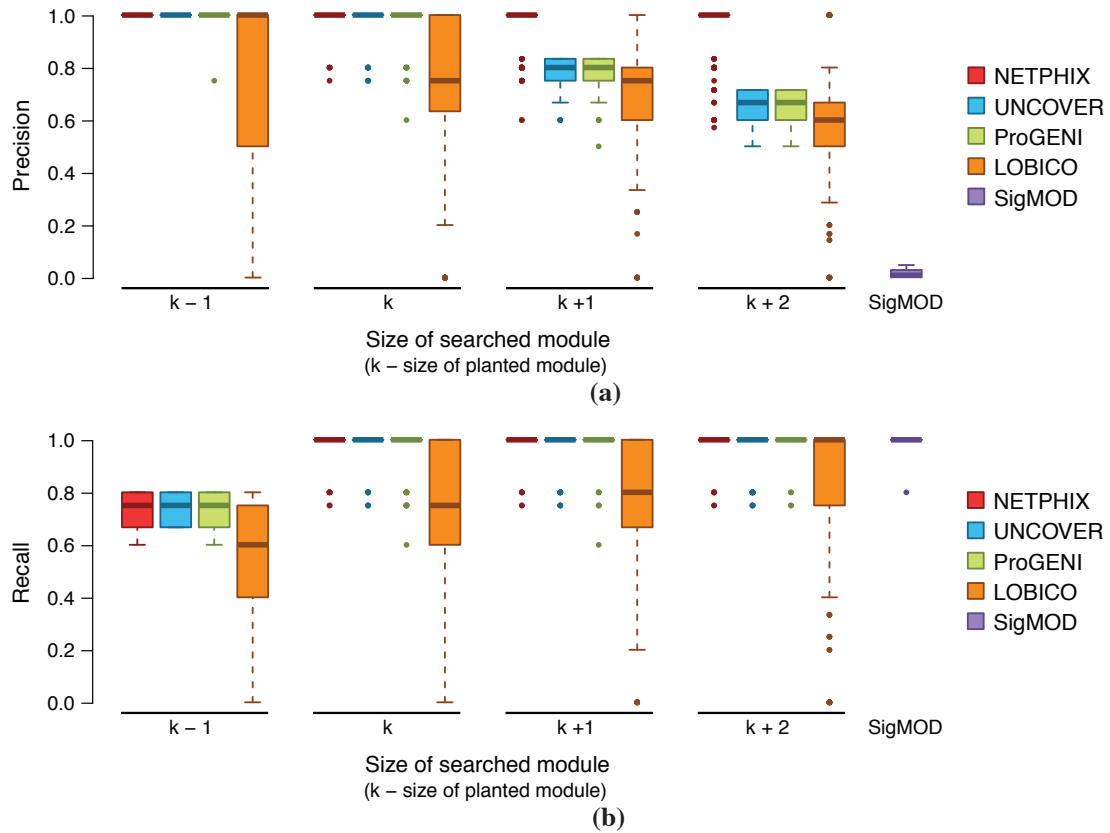 Precision
1.0
0.8
0.6
0.4
0.2
0.0
k − 1
k
k +1
k + 2
SigMOD
Size of searched module
(k − size of planted module)
NETPHIX
UNCOVER
ProGENI
LOBICO
SigMOD
(a)
Recall
1.0
0.8
0.6
0.4
0.2
0.0
k − 1
k
k +1
k + 2
SigMOD
Size of searched module
(k − size of planted module)
NETPHIX
UNCOVER
ProGENI
LOBICO
SigMOD
(b)